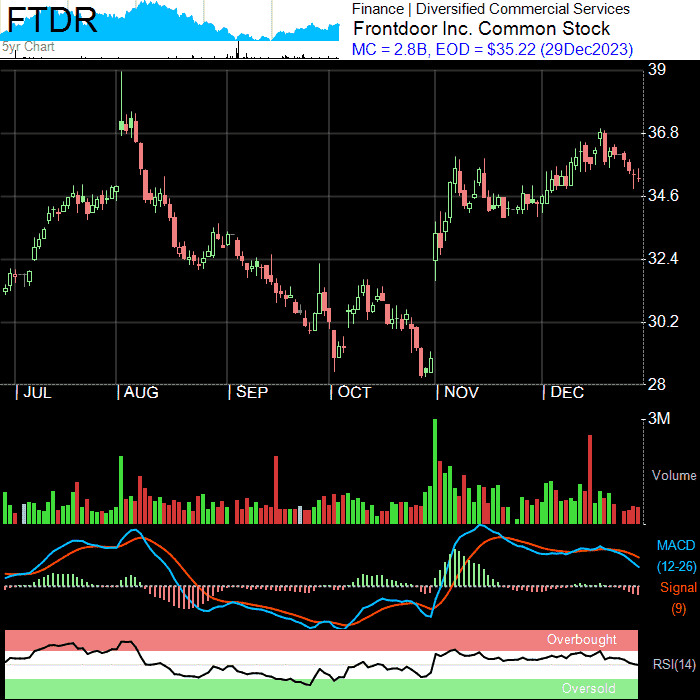 FTDR
5yr Chart
Finance | Diversified Commercial Services
Frontdoor Inc. Common Stock
MC = 2.8B, EOD = $35.22 (29Dec2023)
39
36.8
34.6
32.4
30.2
28
JUL
AUG
SEP
OCT
NOV
DEC
3M
Volume
MACD
(12-26)
Signal
(9)
Overbought
RSI(14)
Oversold